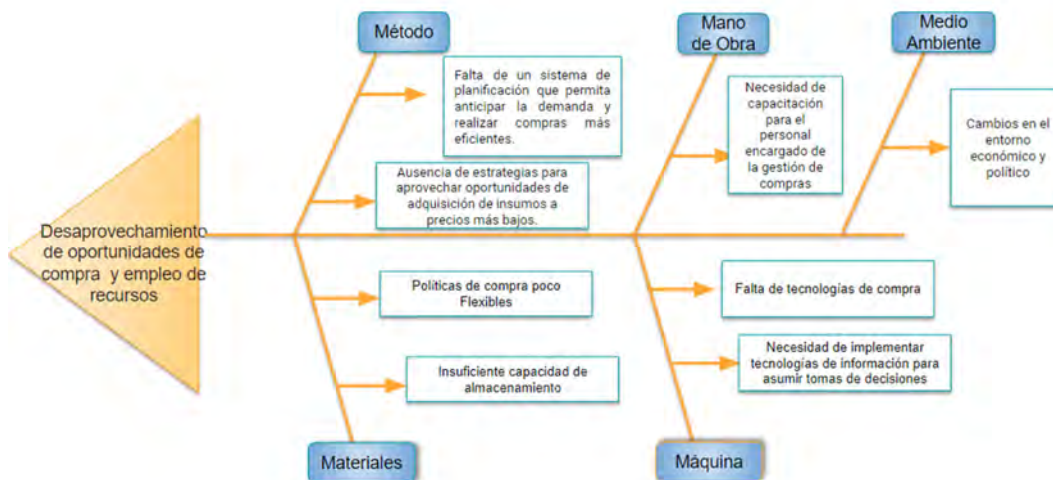 Método
Mano
de Obra
Medio
Ambiente
Falta de un sistema de
planificación que permita
anticipar la demanda y
realizar compras más
eficientes.
Necesidad
de
capacitación
para el
personal
encargado de
la gestión de
compras
Cambios en el
entorno
económico y
político
Ausencia de estrategias para
aprovechar oportunidades de
adquisición de insumos a
precios más bajos.
Desaprovechamiento
de oportunidades de
compra y empleo de
recursos
Políticas de compra poco
Flexibles
Falta de tecnologías de compra
Insuficiente capacidad de
almacenamiento
Necesidad de implementar
tecnologías de información para
asumir tomas de decisiones
Materiales
Máquina